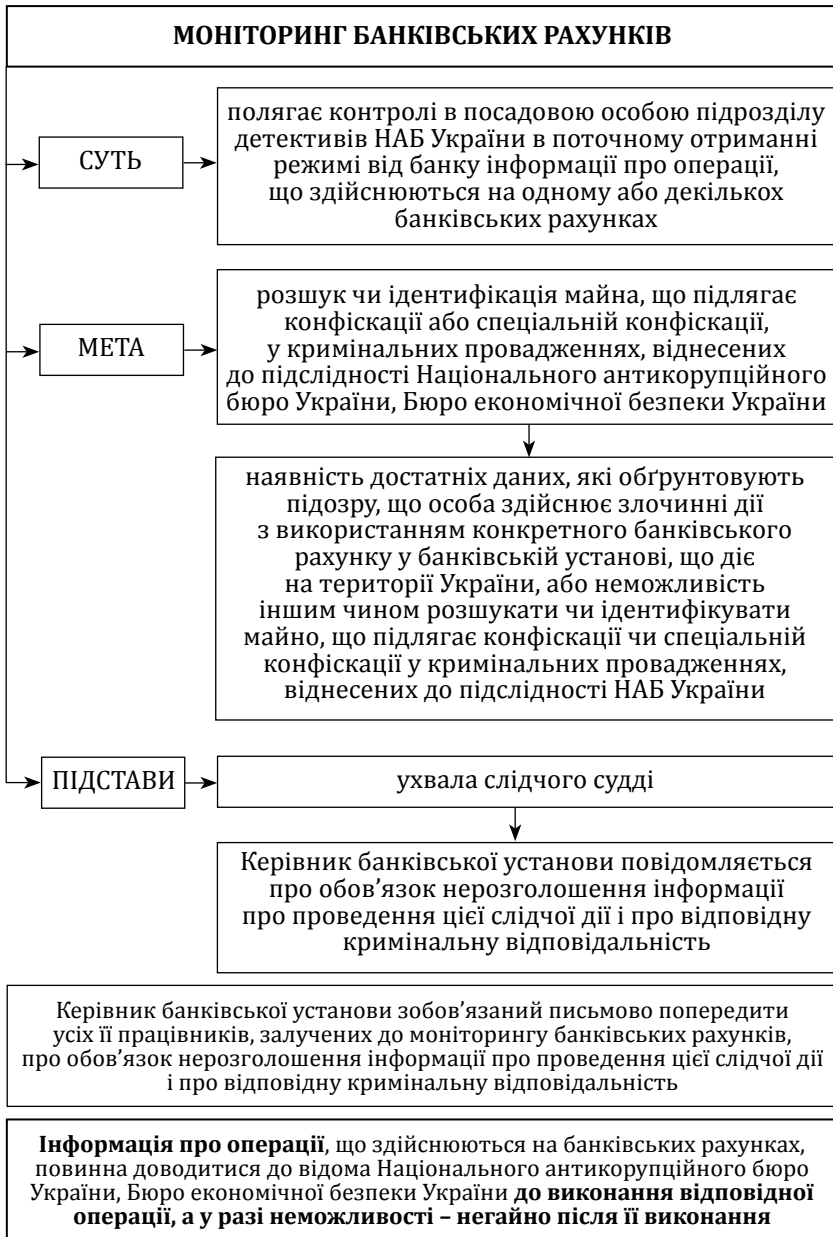 МОНІТОРИНГ БАНКІВСЬКИХ РАХУНКІВ
СУТЬ
полягає контролі в посадовою особою підрозділу
детективів НАБ України в поточному отриманні
режимі від банку інформації про операції,
що здійснюються на одному або декількох
банківських рахунках
МЕТА
розшук чи ідентифікація майна, що підлягає
конфіскації або спеціальній конфіскації,
у кримінальних провадженнях, віднесених
до підслідності Національного антикорупційного
бюро України, Бюро економічної безпеки України
наявність достатніх даних, які обґрунтовують
підозру, що особа здійснює злочинні дії
з використанням конкретного банківського
рахунку у банківській установі, що діє
на території України, або неможливість
іншим чином розшукати чи ідентифікувати
майно, що підлягає конфіскації чи спеціальній
конфіскації у кримінальних провадженнях,
віднесених до підслідності НАБ України
ПІДСТАВИ
ухвала слідчого судді
Керівник банківської установи повідомляється
про обов’язок нерозголошення інформації
про проведення цієї слідчої дії і про відповідну
кримінальну відповідальність
Керівник банківської установи зобов’язаний письмово попередити
усіх її працівників, залучених до моніторингу банківських рахунків,
про обов’язок нерозголошення інформації про проведення цієї слідчої дії
і про відповідну кримінальну відповідальність
Інформація про операції, що здійснюються на банківських рахунках,
повинна доводитися до відома Національного антикорупційного бюро
України, Бюро економічної безпеки України до виконання відповідної
операції, а у разі неможливості – негайно після її виконання